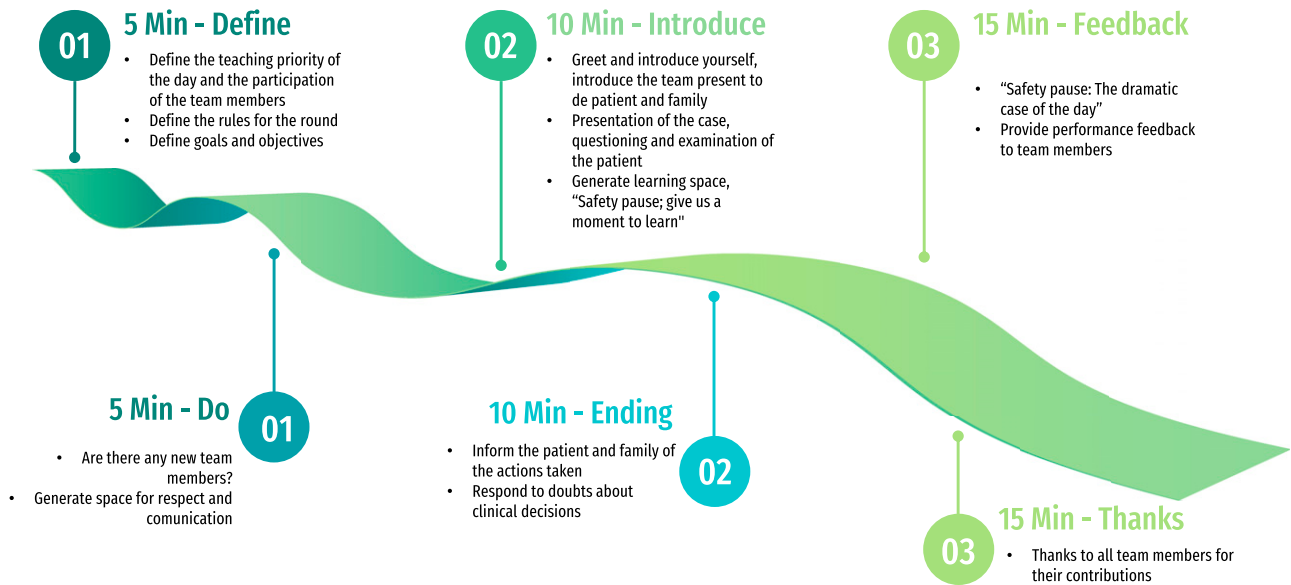 01
5 Min - Define
• Define the teaching priority of
the day and the participation
of the team members
• Define the rules for the round
• Define goals and objectives
02
10 Min - Introduce
• Greet and introduce yourself,
introduce the team present to
de patient and family
• Presentation of the case,
questioning and examination of
the patient
• Generate learning space,
“Safety pause; give us a
moment to learn"
03
15 Min - Feedback
• “Safety pause: The dramatic
case of the day”
• Provide performance feedback
to team members
5 Min - Do
01
• Are there any new team
members?
• Generate space for respect and
comunication
10 Min - Ending
02
• Inform the patient and family of
the actions taken
• Respond to doubts about
clinical decisions
15 Min - Thanks
03
• Thanks to all team members for
their contributions